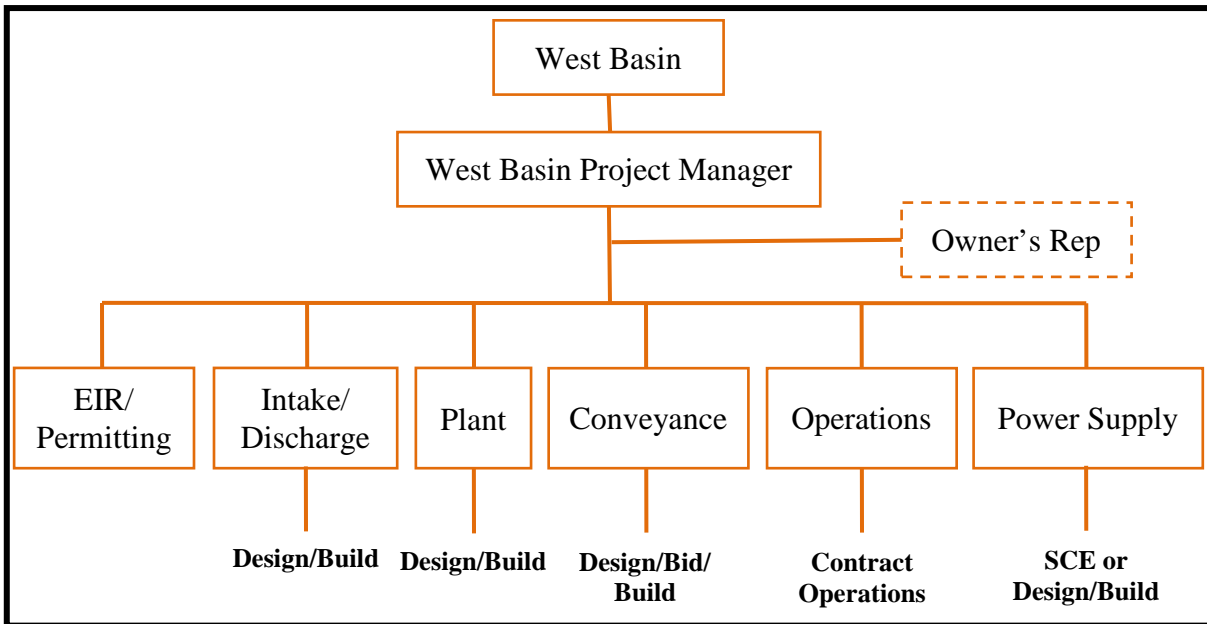 West Basin
West Basin Project Manager
Owner’s Rep
EIR/
Permitting
Intake/
Discharge
Plant
Conveyance
Operations
Power Supply
Design/Build
Design/Build
Design/Bid/
Build
Contract
Operations
SCE or
Design/Build